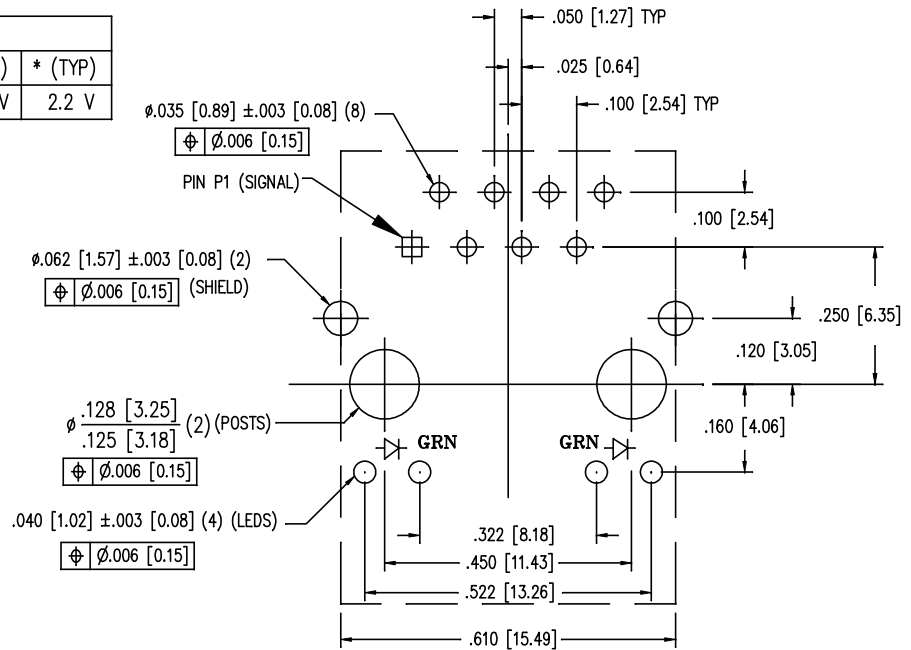 ) * (TYP)
V 2.2 V
.050 [1.27] TYP
.025 [0.64]
.100 [2.54] TYP
ø.035 [0.89] ±.003 [0.08] (8)
⌖ Ø.006 [0.15]
PIN P1 (SIGNAL)
.100 [2.54]
ø.062 [1.57] ±.003 [0.08] (2)
⌖ Ø.006 [0.15] (SHIELD)
.250 [6.35]
.120 [3.05]
ø .128 [3.25]
.125 [3.18] (2) (POSTS)
⌖ Ø.006 [0.15]
.160 [4.06]
GRN GRN
.040 [1.02] ±.003 [0.08] (4) (LEDS)
⌖ Ø.006 [0.15]
.322 [8.18]
.450 [11.43]
.522 [13.26]
.610 [15.49]